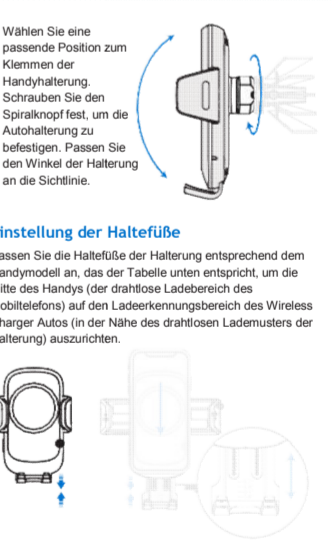 Wählen Sie eine
passende Position zum
Klemmen der
Handyhalterung.
Schrauben Sie den
Spiralknopf fest, um die
Autohalterung zu
befestigen. Passen Sie
den Winkel der Halterung
an die Sichtlinie.
instellung der Haltefüße
assen Sie die Haltefüße der Halterung entsprechend dem
andymodell an, das der Tabelle unten entspricht, um die
itte des Handys (der drahtlose Ladebereich des
obiltelefons) auf den Ladeerkennungsbereich des Wireless
harger Autos (in der Nähe des drahtlosen Lademusters der
alterung) auszurichten.